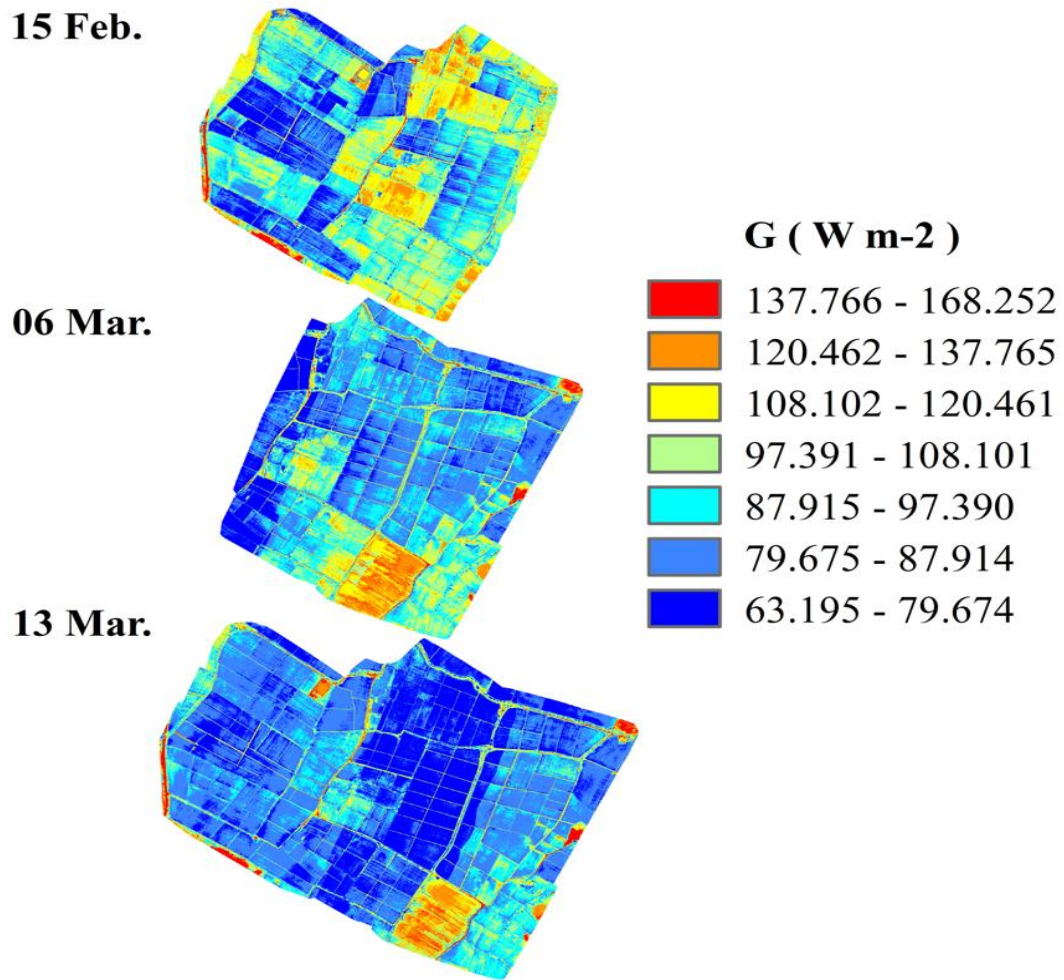 15 Feb.
06 Mar.
13 Mar.
G ( W m-2 )
137.766 - 168.252
120.462 - 137.765
108.102 - 120.461
97.391 - 108.101
87.915 - 97.390
79.675 - 87.914
63.195 - 79.674